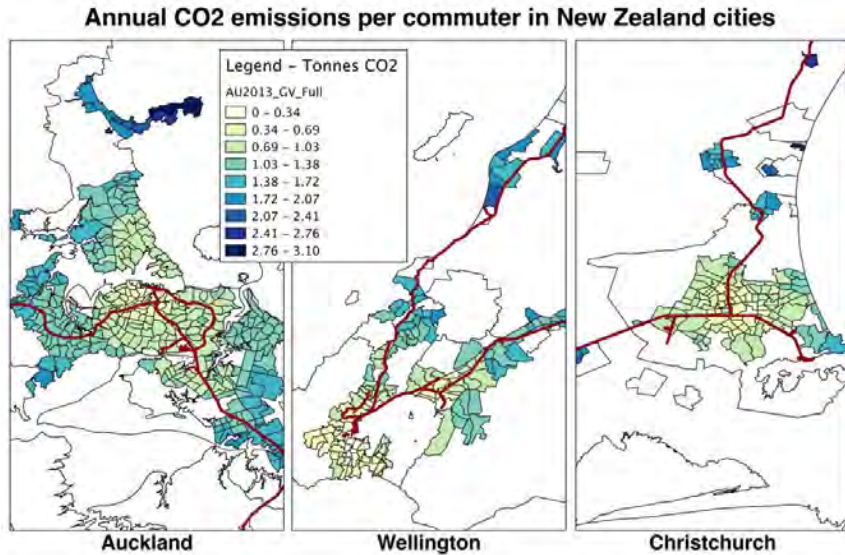 Annual CO2 emissions per commuter in New Zealand cities
Legend - Tonnes CO2
AU2013_GV_Full
0 - 0.34
0.34 - 0.69
0.69 - 1.03
1.03 - 1.38
1.38 - 1.72
1.72 - 2.07
2.07 - 2.41
2.41 - 2.76
2.76 - 3.10
Auckland
Wellington
Christchurch